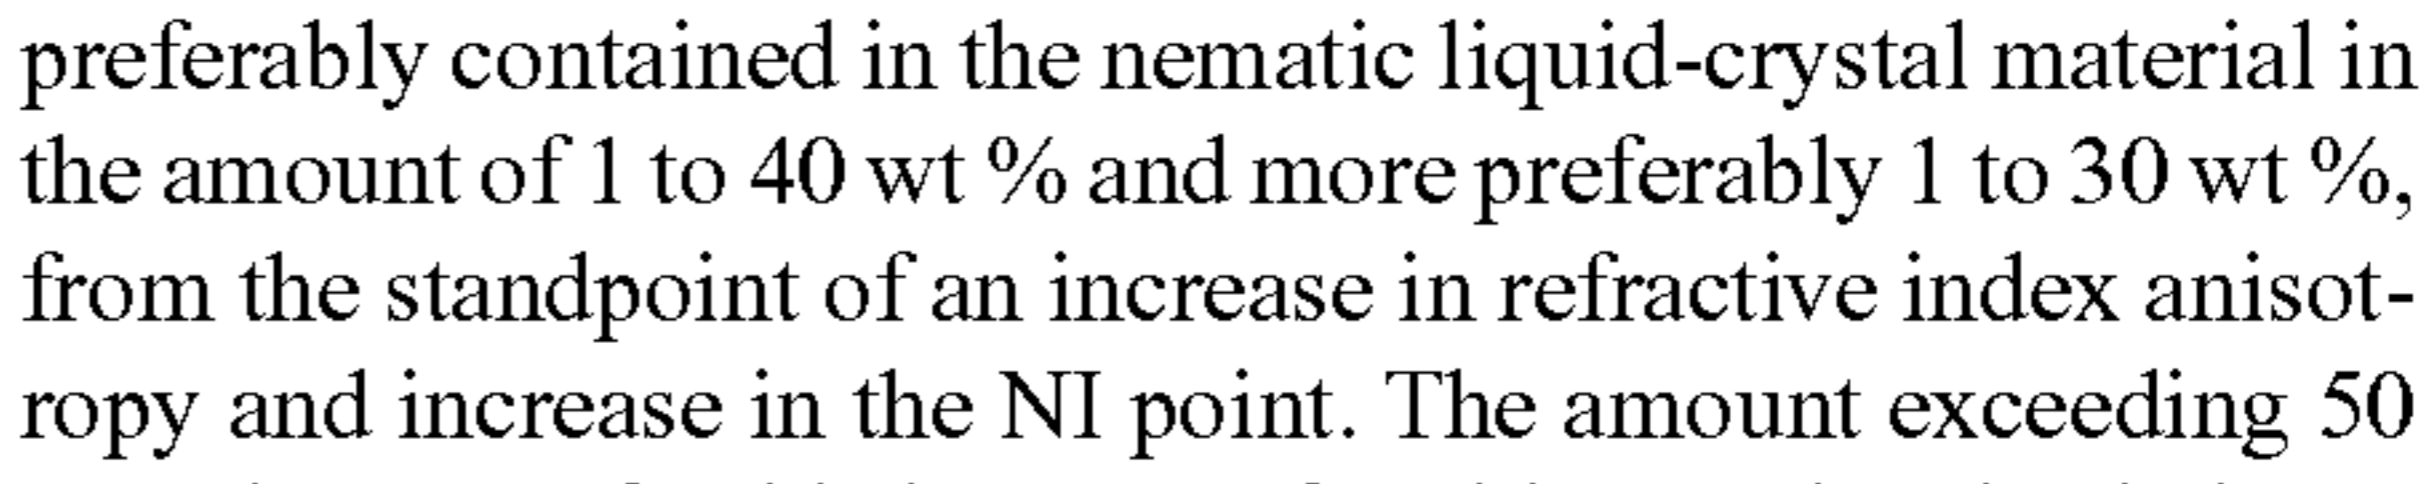 preferably contained in the nematic liquid-crystal material in
the amount of 1 to 40 wt % and more preferably 1 to 30 wt %,
from the standpoint of an increase in refractive index anisot-
ropy and increase in the NI point. The amount exceeding 50